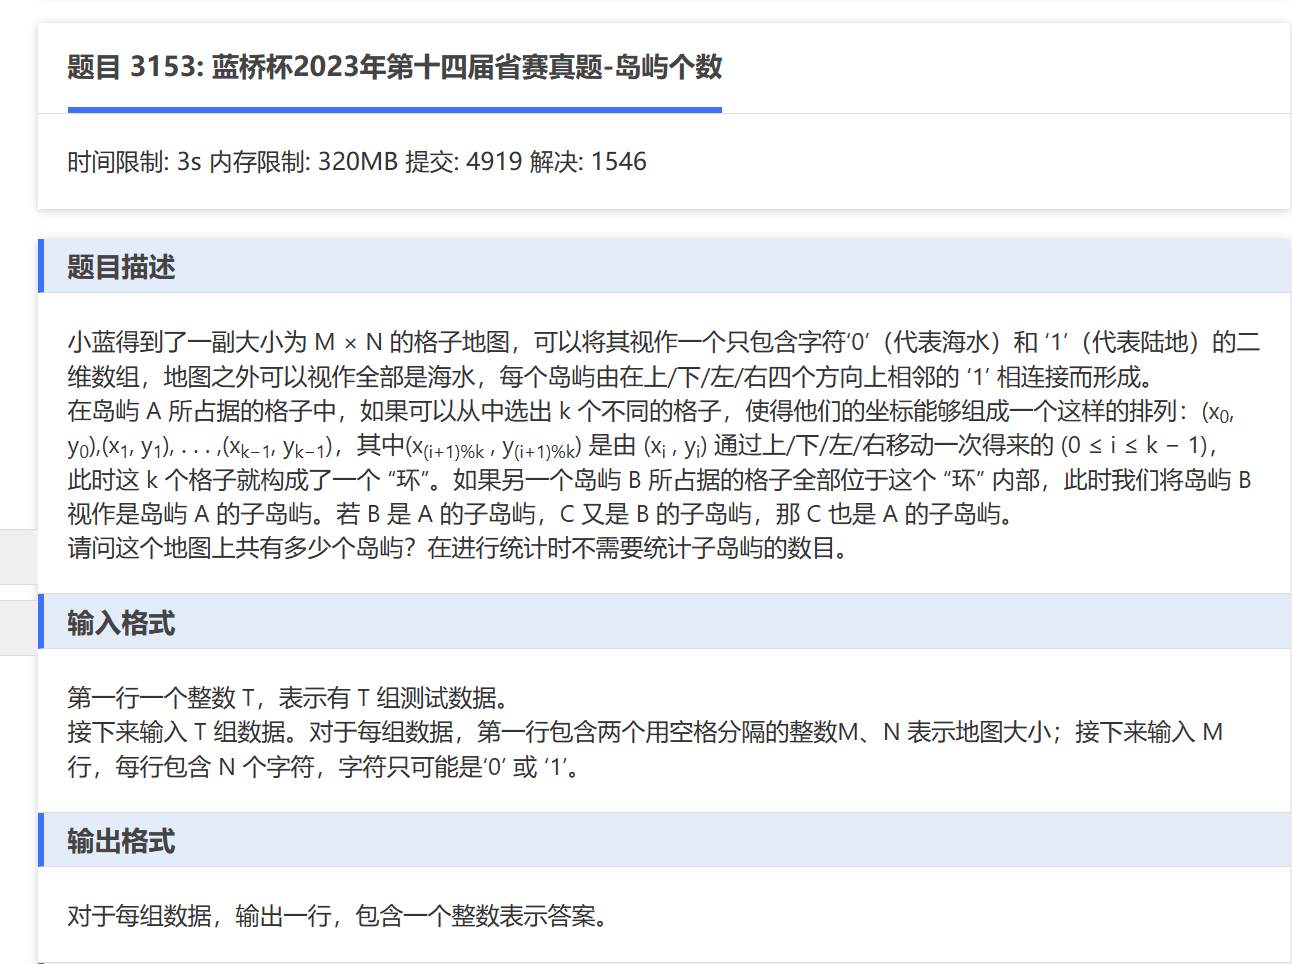 题目 3153: 蓝桥杯2023年第十四届省赛真题-岛屿个数
时间限制: 3s 内存限制: 320MB 提交: 4919 解决: 1546
题目描述
小蓝得到了一副大小为 M × N 的格子地图，可以将其视作一个只包含字符‘0’（代表海水）和 ‘1’（代表陆地）的二
维数组，地图之外可以视作全部是海水，每个岛屿由在上/下/左/右四个方向上相邻的 ‘1’ 相连接而形成。
在岛屿 A 所占据的格子中，如果可以从中选出 k 个不同的格子，使得他们的坐标能够组成一个这样的排列：(x0,
y0),(x1, y1), . . . ,(xk−1, yk−1)，其中(x(i+1)%k , y(i+1)%k) 是由 (xi , yi) 通过上/下/左/右移动一次得来的 (0 ≤ i ≤ k − 1)，
此时这 k 个格子就构成了一个 “环”。如果另一个岛屿 B 所占据的格子全部位于这个 “环” 内部，此时我们将岛屿 B
视作是岛屿 A 的子岛屿。若 B 是 A 的子岛屿，C 又是 B 的子岛屿，那 C 也是 A 的子岛屿。
请问这个地图上共有多少个岛屿？在进行统计时不需要统计子岛屿的数目。
输入格式
第一行一个整数 T，表示有 T 组测试数据。
接下来输入 T 组数据。对于每组数据，第一行包含两个用空格分隔的整数M、N 表示地图大小；接下来输入 M
行，每行包含 N 个字符，字符只可能是‘0’ 或 ‘1’。
输出格式
对于每组数据，输出一行，包含一个整数表示答案。